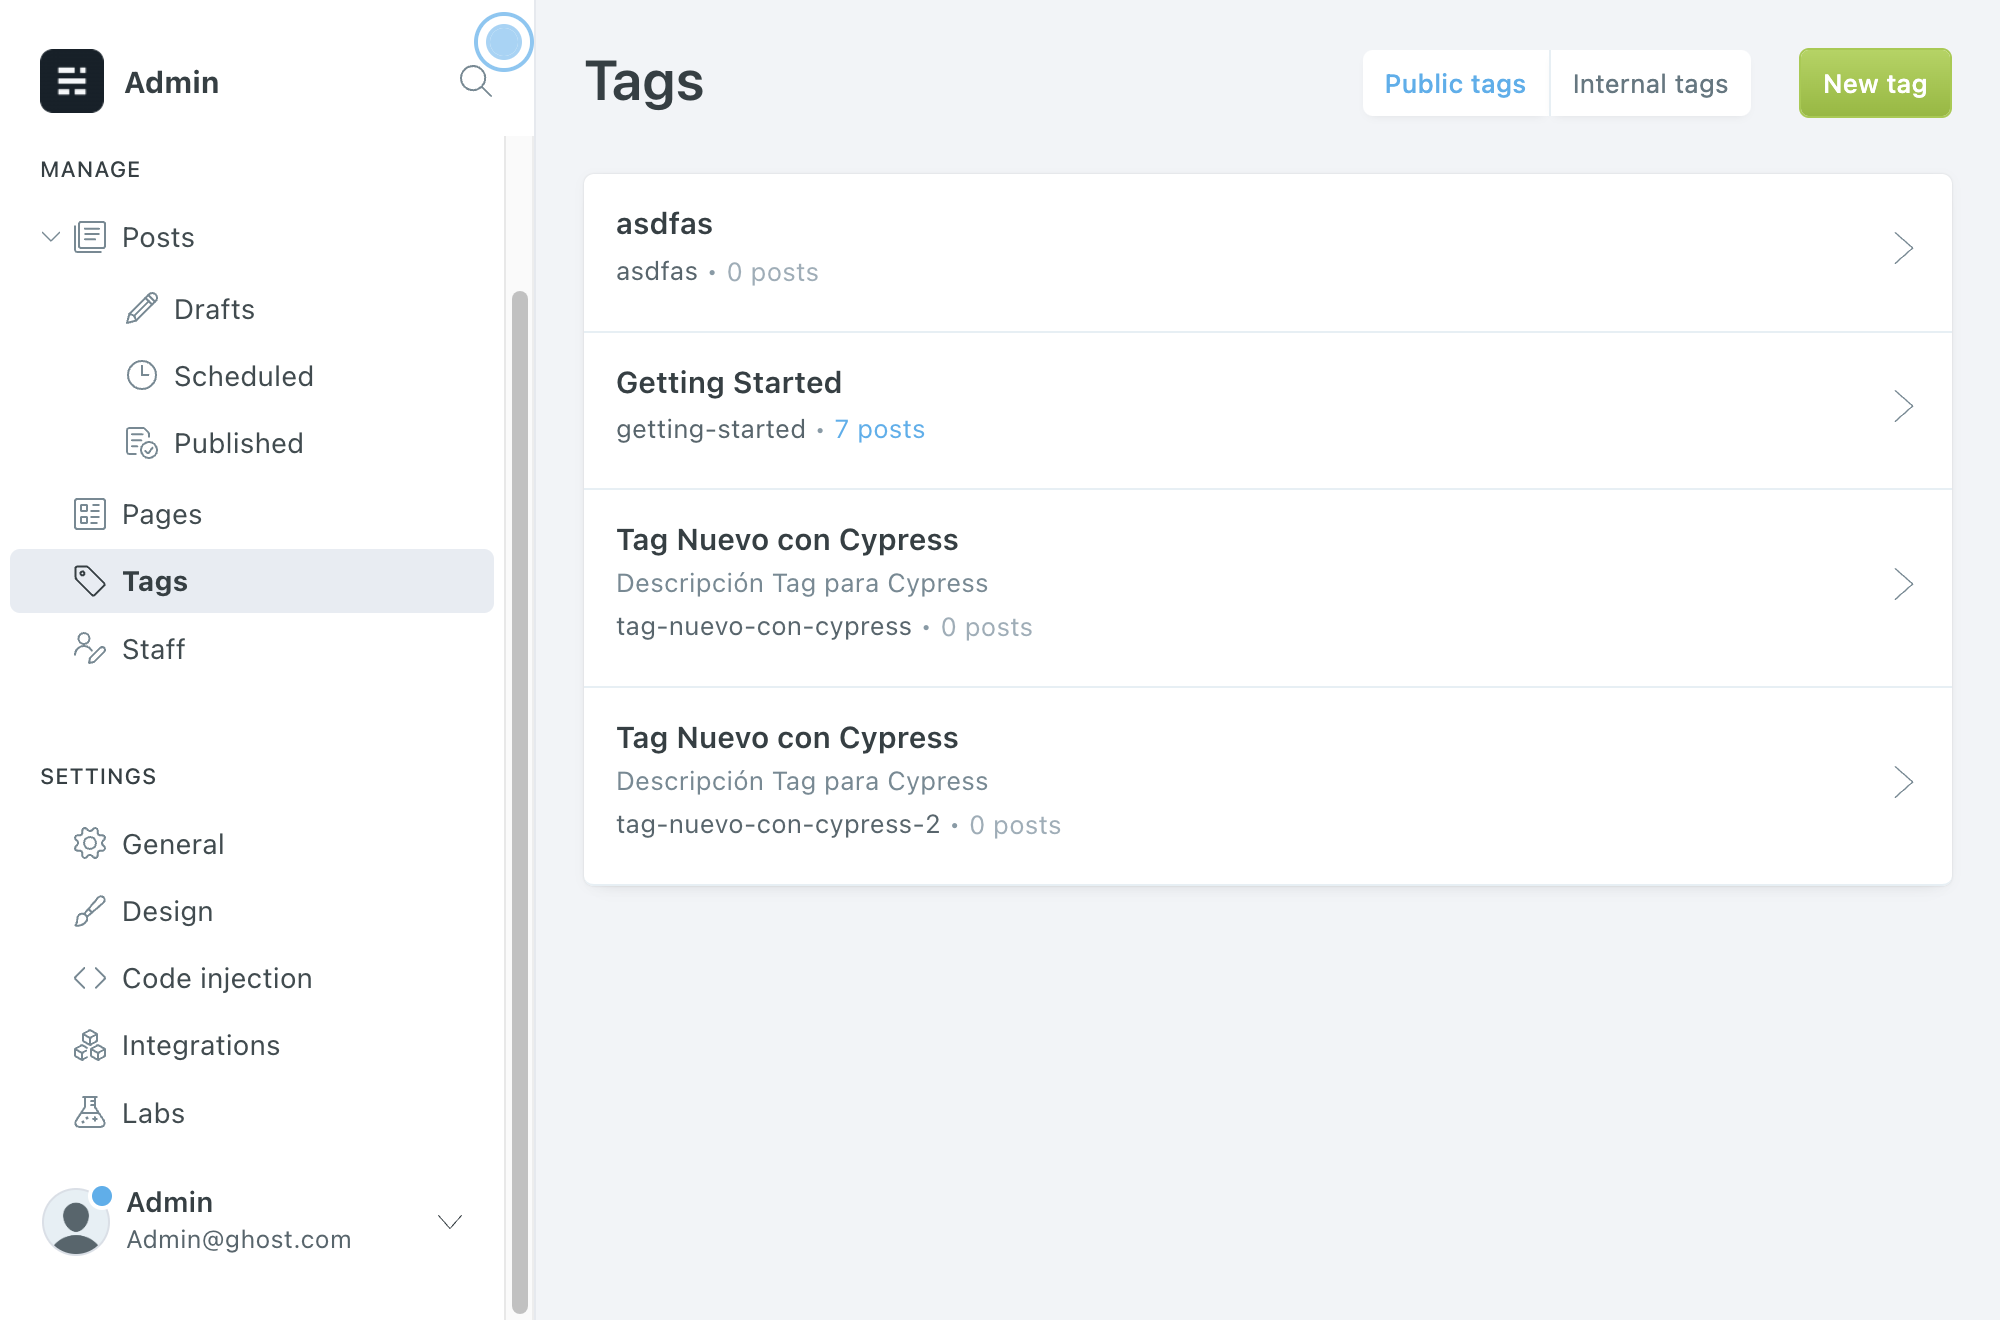 Admin
MANAGE
Posts
Drafts
Scheduled
Published
Pages
Tags
Staff
SETTINGS
General
Design
Code injection
Integrations
Labs
Admin
Admin@ghost.com
Tags
Public tags
Internal tags
New tag
asdfas
asdfas • 0 posts
Getting Started
getting-started • 7 posts
Tag Nuevo con Cypress
Descripción Tag para Cypress
tag-nuevo-con-cypress • 0 posts
Tag Nuevo con Cypress
Descripción Tag para Cypress
tag-nuevo-con-cypress-2 • 0 posts